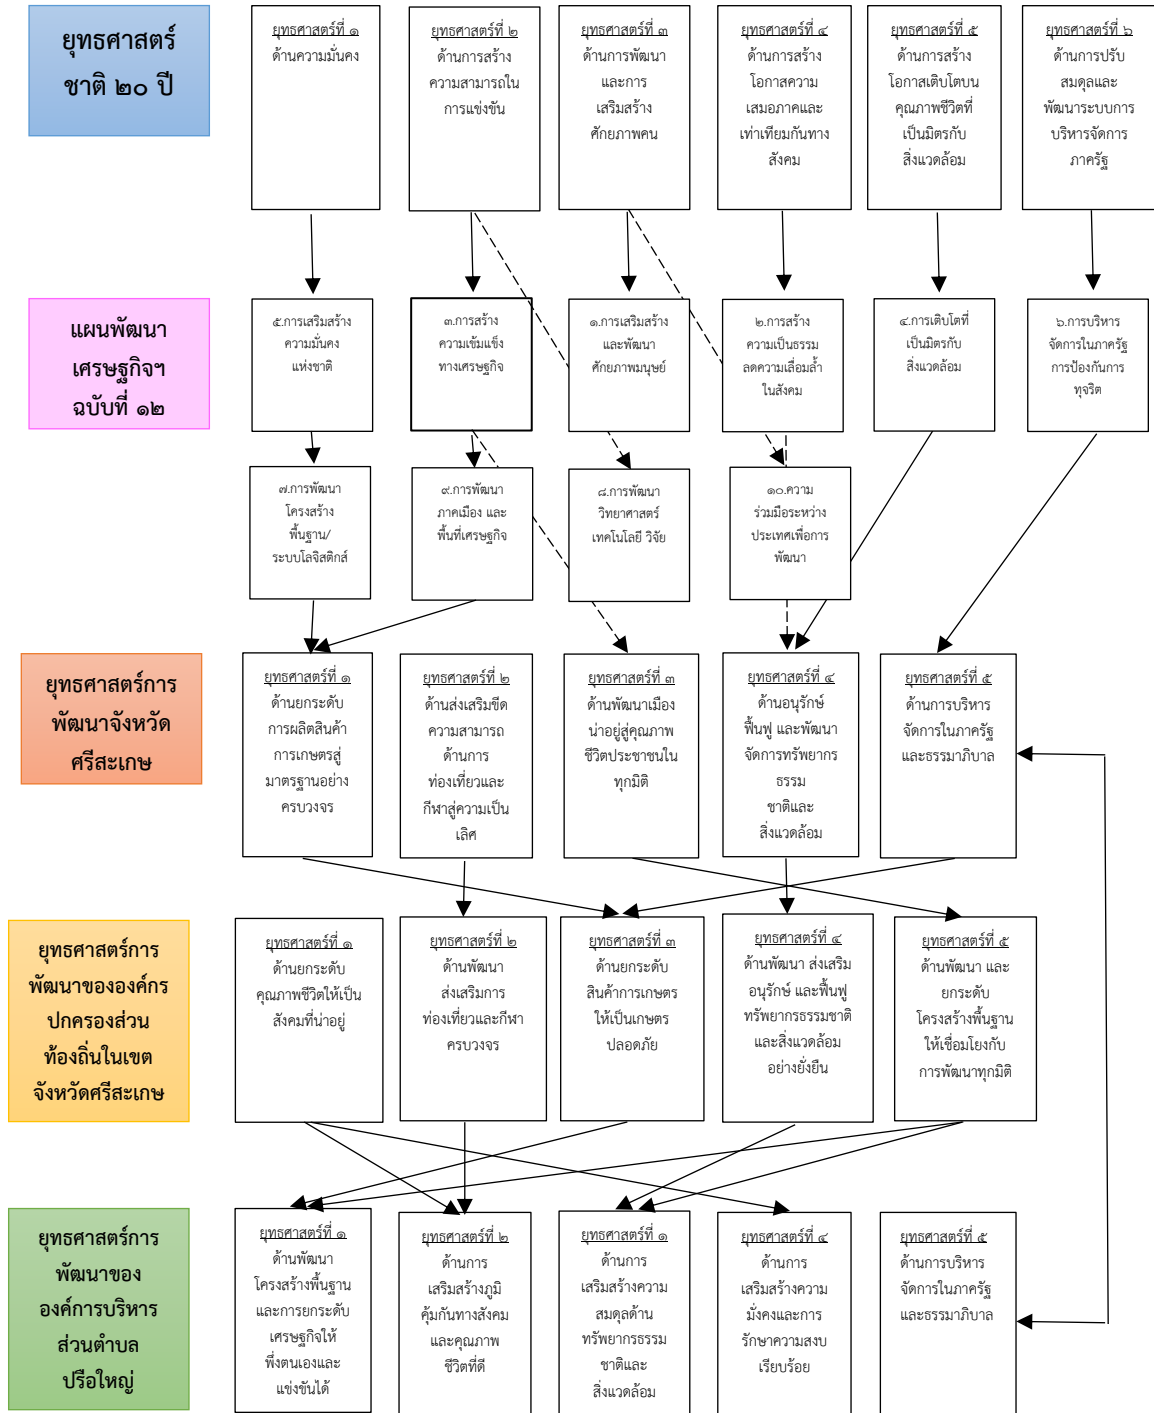 ยุทธศาสตร์
ชาติ ๒๐ ปี
ยุทธศาสตร์ที่ ๑
ด้านความมั่นคง
ยุทธศาสตร์ที่ ๒
ด้านการสร้าง
ความสามารถใน
การแข่งขัน
ยุทธศาสตร์ที่ ๓
ด้านการพัฒนา
และการ
เสริมสร้าง
ศักยภาพคน
ยุทธศาสตร์ที่ ๔
ด้านการสร้าง
โอกาสความ
เสมอภาคและ
เท่าเทียมกันทาง
สังคม
ยุทธศาสตร์ที่ ๕
ด้านการสร้าง
โอกาสเติบโตบน
คุณภาพชีวิตที่
เป็นมิตรกับ
สิ่งแวดล้อม
ยุทธศาสตร์ที่ ๖
ด้านการปรับ
สมดุลและ
พัฒนาระบบการ
บริหารจัดการ
ภาครัฐ
แผนพัฒนา
เศรษฐกิจฯ
ฉบับที่ ๑๒
๕.การเสริมสร้าง
ความมั่นคง
แห่งชาติ
๓.การสร้าง
ความเข้มแข็ง
ทางเศรษฐกิจ
๑.การเสริมสร้าง
และพัฒนา
ศักยภาพมนุษย์
๒.การสร้าง
ความเป็นธรรม
ลดความเลื่อมล้ำ
ในสังคม
๔.การเติบโตที่
เป็นมิตรกับ
สิ่งแวดล้อม
๖.การบริหาร
จัดการในภาครัฐ
การป้องกันการ
ทุจริต
๗.การพัฒนา
โครงสร้าง
พื้นฐาน/
ระบบโลจิสติกส์
๙.การพัฒนา
ภาคเมือง และ
พื้นที่เศรษฐกิจ
๘.การพัฒนา
วิทยาศาสตร์
เทคโนโลยี วิจัย
๑๐.ความ
ร่วมมือระหว่าง
ประเทศเพื่อการ
พัฒนา
ยุทธศาสตร์การ
พัฒนาจังหวัด
ศรีสะเกษ
ยุทธศาสตร์ที่ ๑
ด้านยกระดับ
การผลิตสินค้า
การเกษตรสู่
มาตรฐานอย่าง
ครบวงจร
ยุทธศาสตร์ที่ ๒
ด้านส่งเสริมขีด
ความสามารถ
ด้านการ
ท่องเที่ยวและ
กีฬาสู่ความเป็น
เลิศ
ยุทธศาสตร์ที่ ๓
ด้านพัฒนาเมือง
น่าอยู่สู่คุณภาพ
ชีวิตประชาชนใน
ทุกมิติ
ยุทธศาสตร์ที่ ๔
ด้านอนุรักษ์
ฟื้นฟู และพัฒนา
จัดการทรัพยากร
ธรรม
ชาติและ
สิ่งแวดล้อม
ยุทธศาสตร์ที่ ๕
ด้านการบริหาร
จัดการในภาครัฐ
และธรรมาภิบาล
ยุทธศาสตร์การ
พัฒนาขององค์กร
ปกครองส่วน
ท้องถิ่นในเขต
จังหวัดศรีสะเกษ
ยุทธศาสตร์ที่ ๑
ด้านยกระดับ
คุณภาพชีวิตให้เป็น
สังคมที่น่าอยู่
ยุทธศาสตร์ที่ ๒
ด้านพัฒนา
ส่งเสริมการ
ท่องเที่ยวและกีฬา
ครบวงจร
ยุทธศาสตร์ที่ ๓
ด้านยกระดับ
สินค้าการเกษตร
ให้เป็นเกษตร
ปลอดภัย
ยุทธศาสตร์ที่ ๔
ด้านพัฒนา ส่งเสริม
อนุรักษ์ และฟื้นฟู
ทรัพยากรธรรมชาติ
และสิ่งแวดล้อม
อย่างยั่งยืน
ยุทธศาสตร์ที่ ๕
ด้านพัฒนา และ
ยกระดับ
โครงสร้างพื้นฐาน
ให้เชื่อมโยงกับ
การพัฒนาทุกมิติ
ยุทธศาสตร์การ
พัฒนาของ
องค์การบริหาร
ส่วนตำบล
ปรือใหญ่
ยุทธศาสตร์ที่ ๑
ด้านพัฒนา
โครงสร้างพื้นฐาน
และการยกระดับ
เศรษฐกิจให้
พึ่งตนเองและ
แข่งขันได้
ยุทธศาสตร์ที่ ๒
ด้านการ
เสริมสร้างภูมิ
คุ้มกันทางสังคม
และคุณภาพ
ชีวิตที่ดี
ยุทธศาสตร์ที่ ๑
ด้านการ
เสริมสร้างความ
สมดุลด้าน
ทรัพยากรธรรม
ชาติและ
สิ่งแวดล้อม
ยุทธศาสตร์ที่ ๔
ด้านการ
เสริมสร้างความ
มั่งคงและการ
รักษาความสงบ
เรียบร้อย
ยุทธศาสตร์ที่ ๕
ด้านการบริหาร
จัดการในภาครัฐ
และธรรมาภิบาล